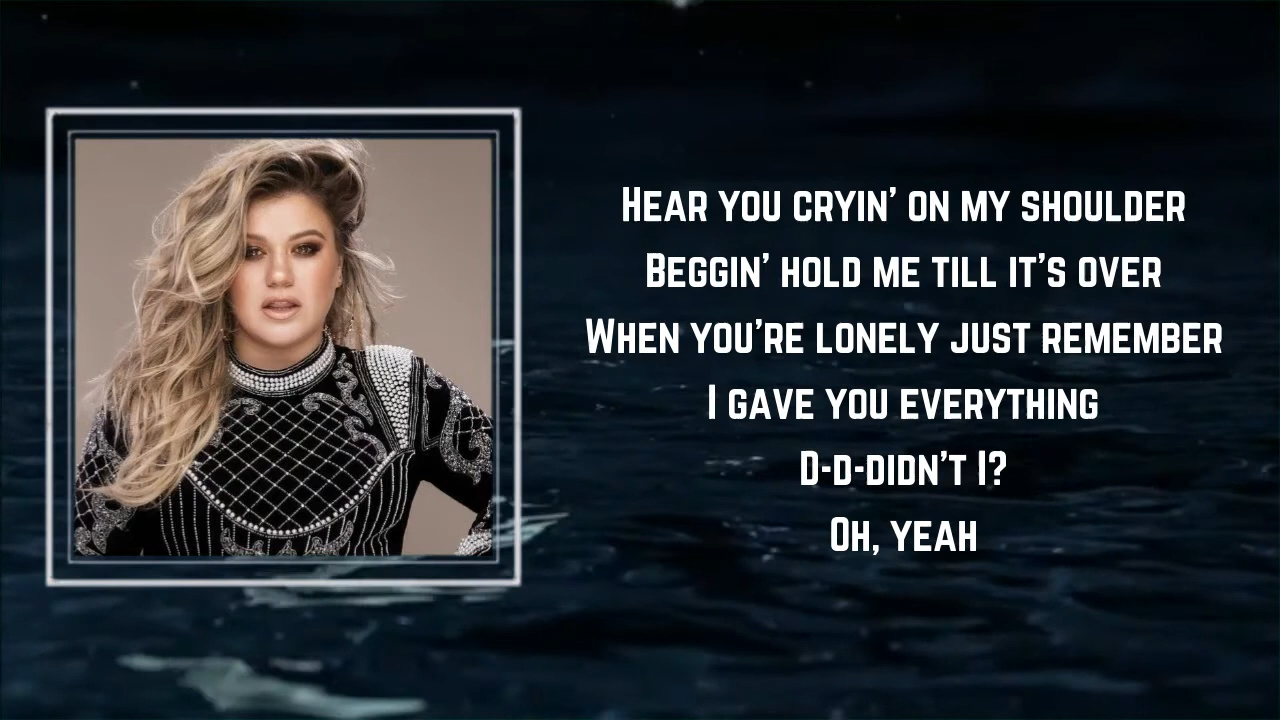 Hear you cryin’ on my shoulder
Beggin’ hold me till it’s over
When you’re lonely just remember
I gave you everything
D-d-didn’t I?
Oh, yeah